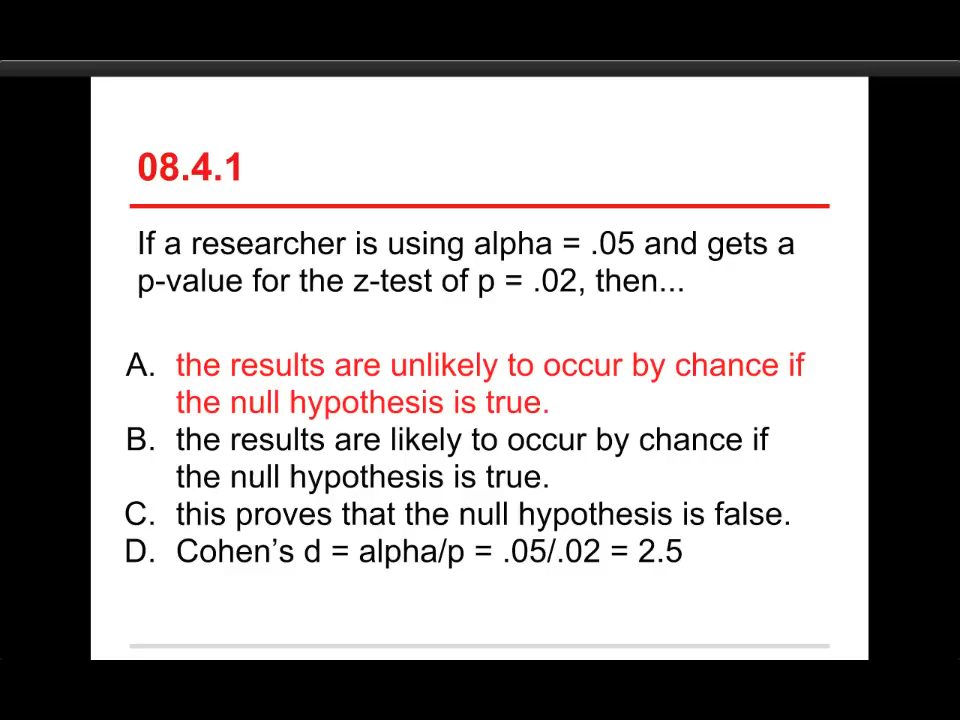 08.4.1
If a researcher is using alpha = .05 and gets a
p-value for the z-test of p = .02, then...
A. the results are unlikely to occur by chance if
the null hypothesis is true.
B. the results are likely to occur by chance if
the null hypothesis is true.
C. this proves that the null hypothesis is false.
D. Cohen’s d = alpha/p = .05/.02 = 2.5